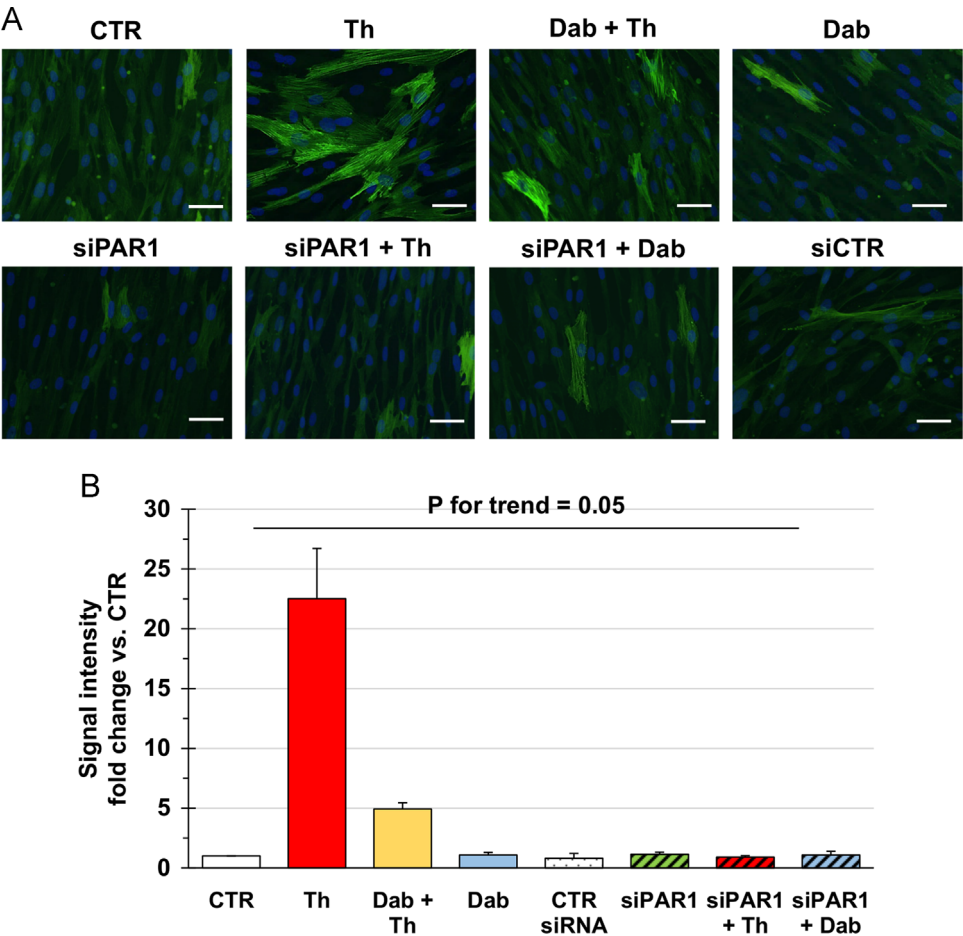 A
CTR
Th
Dab + Th
Dab
siPAR1
siPAR1 + Th
siPAR1 + Dab
siCTR
B
P for trend = 0.05
Signal intensity
fold change vs. CTR
30
25
20
15
10
5
0
CTR
Th
Dab +
Th
Dab
CTR
siRNA
siPAR1
siPAR1
+ Th
siPAR1
+ Dab